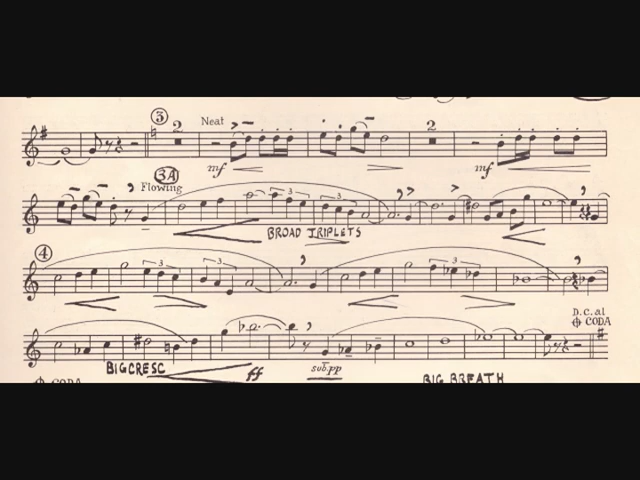 3
2 Neat 2
mf mf
3A
Flowing
3 3
BROAD TRIPLETS
4
3 3 3
D.C. al
CODA
BIG CRESC ff sub.pp BIG BREATH
CODA